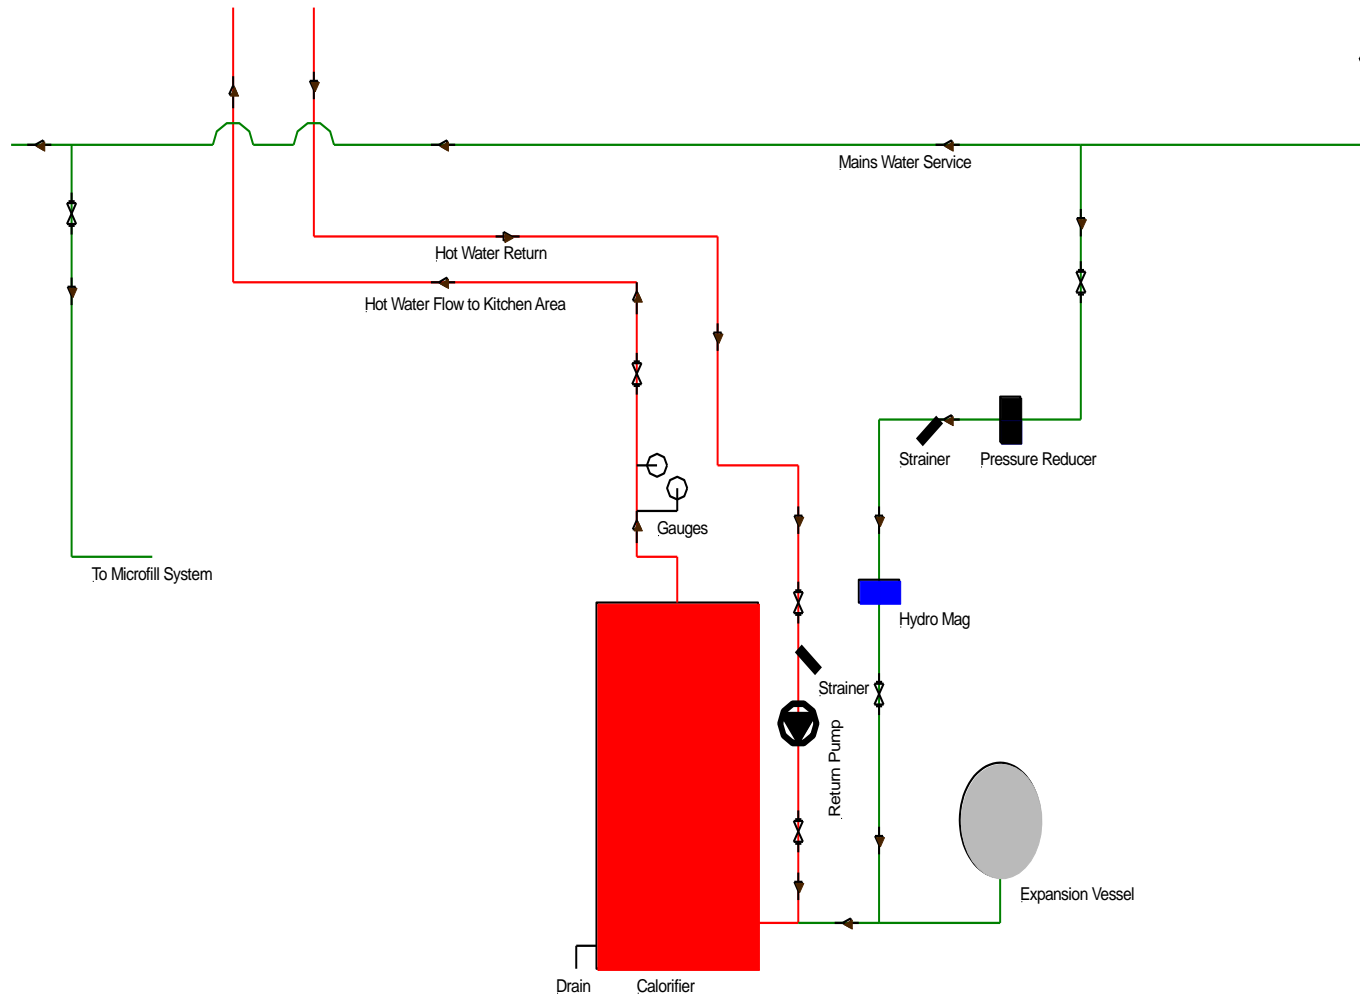 Mains Water Service
Hot Water Return
Hot Water Flow to Kitchen Area
Strainer
Pressure Reducer
Gauges
To Microfill System
Hydro Mag
Strainer
Return Pump
Expansion Vessel
Drain
Calorifier